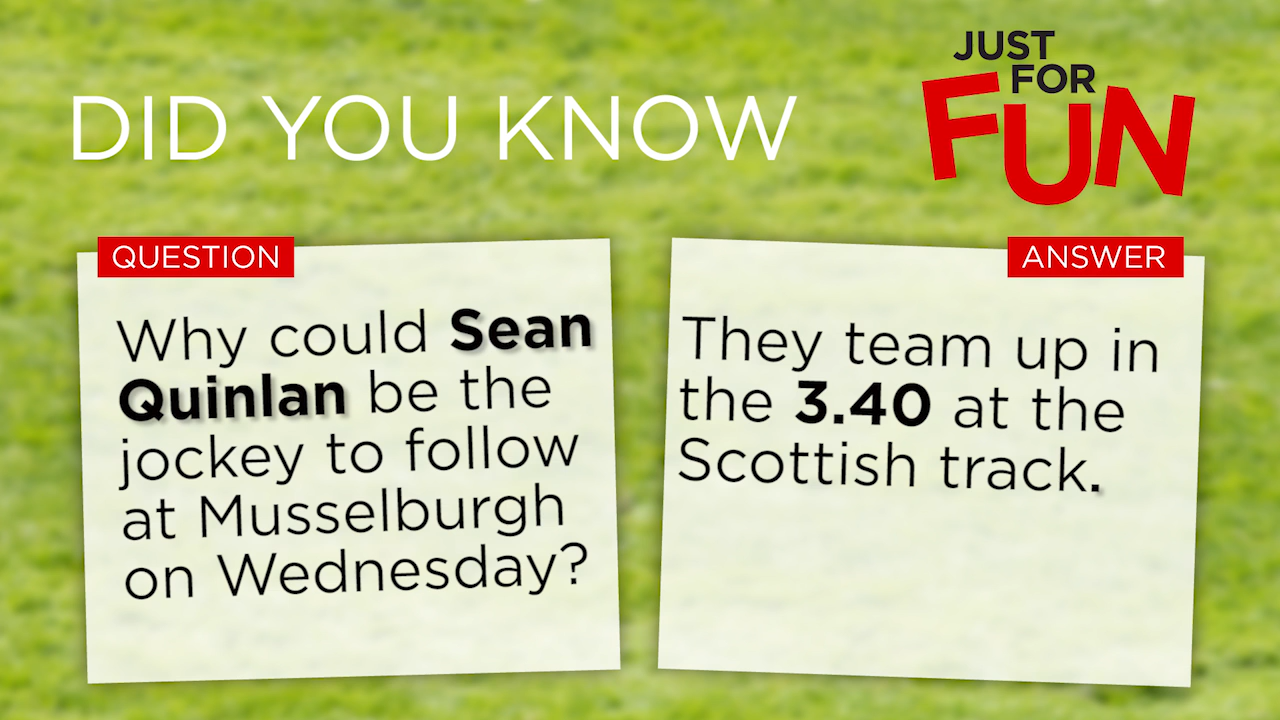 DID YOU KNOW
JUST
FOR
FUN
QUESTION
Why could Sean
Quinlan be the
jockey to follow
at Musselburgh
on Wednesday?
ANSWER
They team up in
the 3.40 at the
Scottish track.